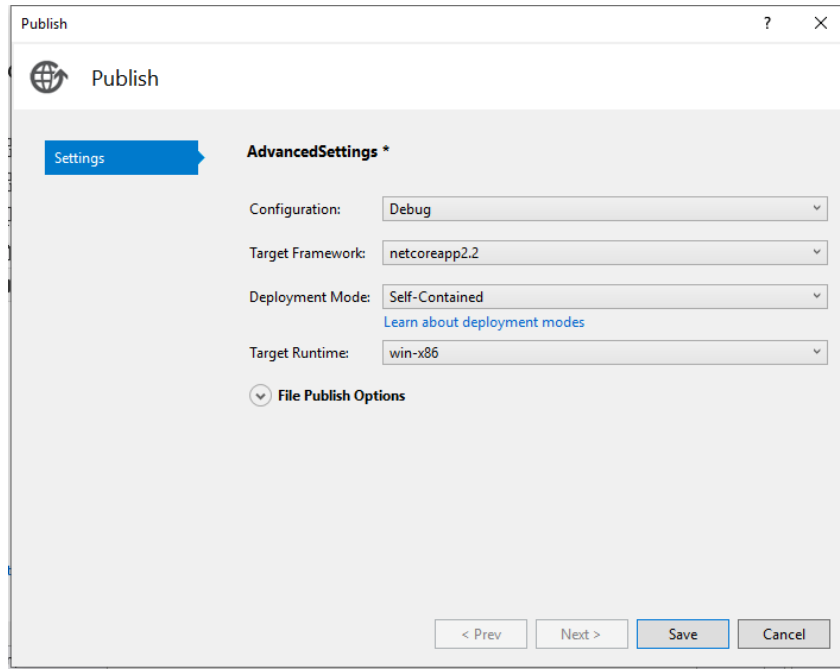 Publish
?
Publish
Settings
AdvancedSettings *
Configuration: Debug
Target Framework: netcoreapp2.2
Deployment Mode: Self-Contained
Learn about deployment modes
Target Runtime: win-x86
File Publish Options
< Prev Next > Save Cancel